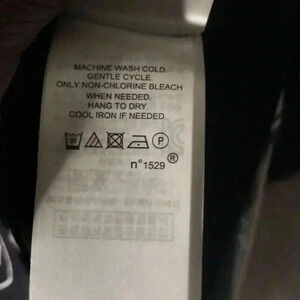 MACHINE WASH COLD.
GENTLE CYCLE.
ONLY NON-CHLORINE BLEACH
WHEN NEEDED.
HANG TO DRY.
COOL IRON IF NEEDED.
P
n°1529®